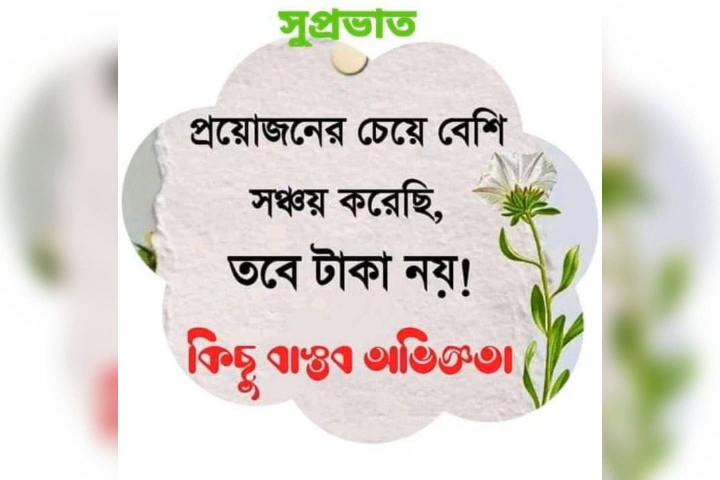 সুপ্রভাত
প্রয়োজনের চেয়ে বেশি
সঞ্চয় করেছি,
তবে টাকা নয়!
কিছু বাস্তব অভিজ্ঞতা